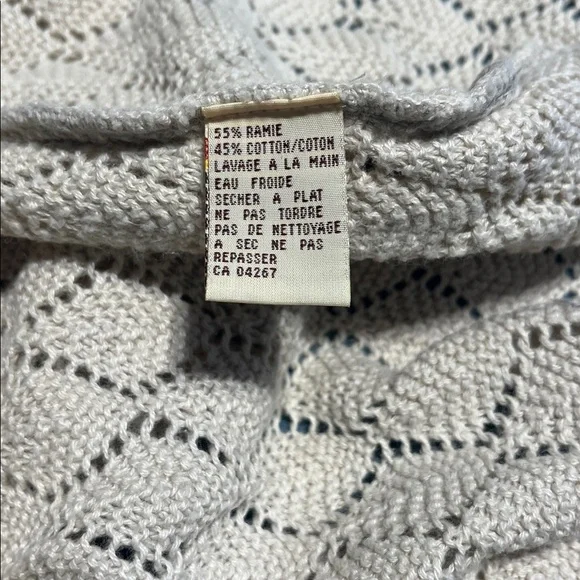 55% RAMIE
45% COTTON/COTON
LAVAGE A LA MAIN
EAU FROIDE
SECHER A PLAT
NE PAS TORDRE
PAS DE NETTOYAGE
A SEC NE PAS
REPASSER
CA 04267